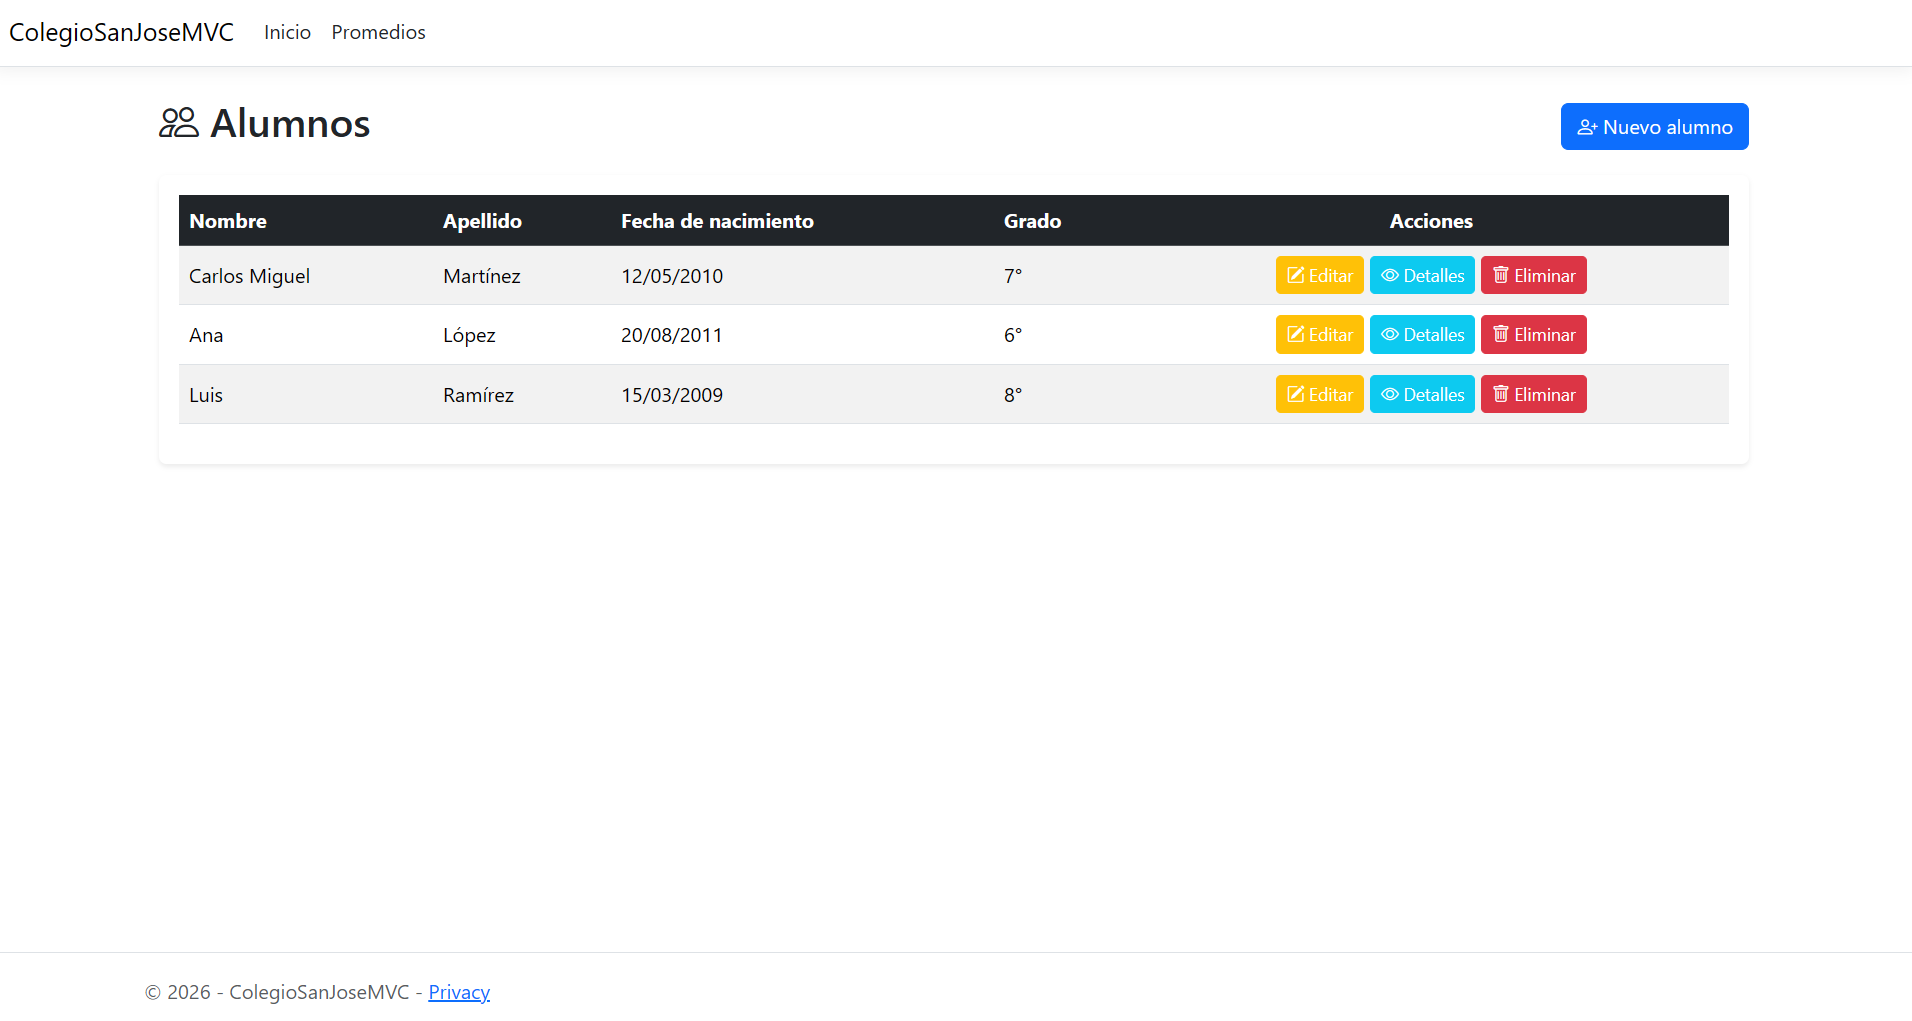 ColegioSanJoseMVC Inicio Promedios
Alumnos
Nuevo alumno
Nombre Apellido Fecha de nacimiento Grado Acciones
Carlos Miguel Martínez 12/05/2010 7° Editar Detalles Eliminar
Ana López 20/08/2011 6° Editar Detalles Eliminar
Luis Ramírez 15/03/2009 8° Editar Detalles Eliminar
© 2026 - ColegioSanJoseMVC - Privacy